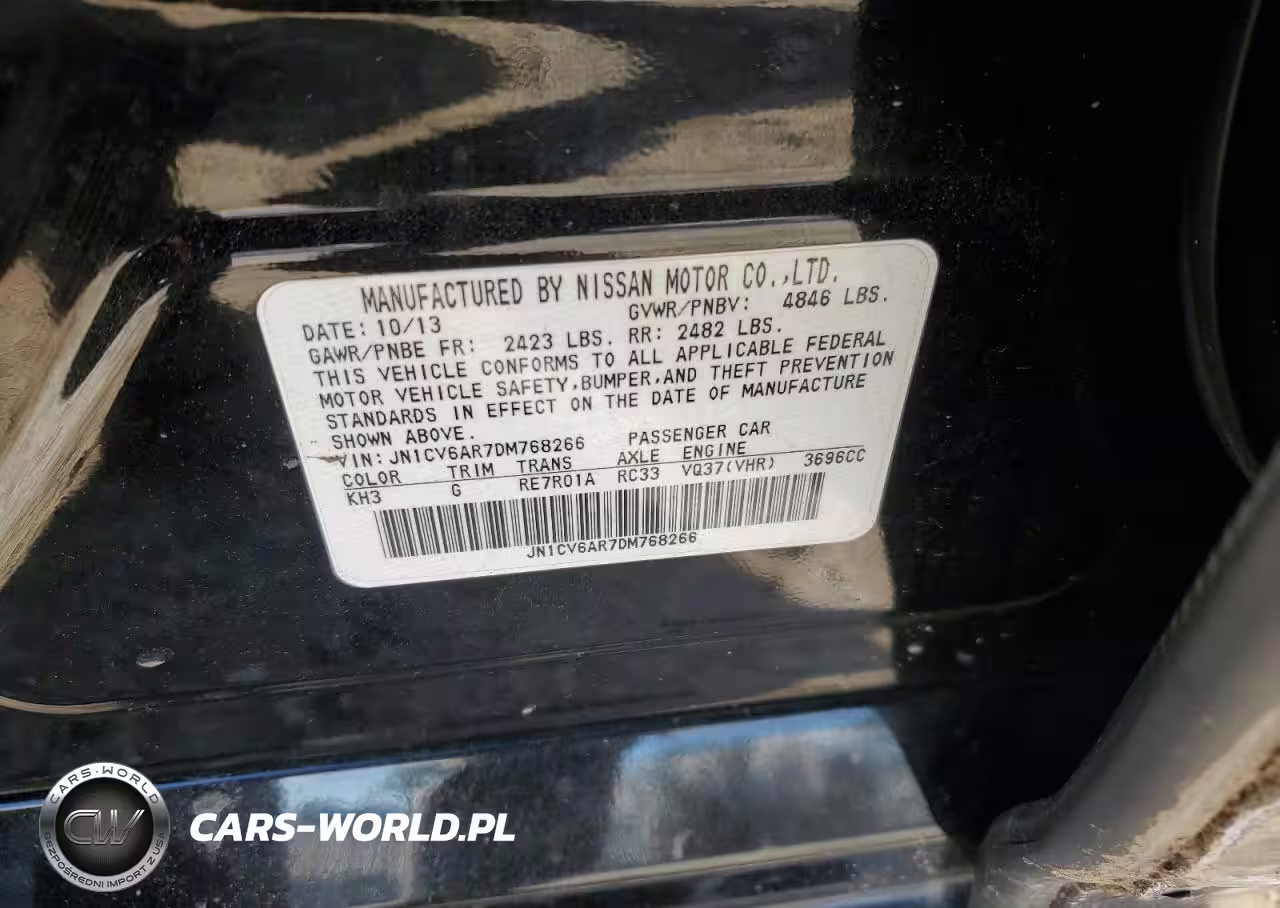 MANUFACTURED BY NISSAN MOTOR CO.,LTD.
DATE: 10/13 GVWR/PNBV: 4846 LBS.
GAWR/PNBE FR: 2423 LBS. RR: 2482 LBS.
THIS VEHICLE CONFORMS TO ALL APPLICABLE FEDERAL
MOTOR VEHICLE SAFETY,BUMPER,AND THEFT PREVENTION
STANDARDS IN EFFECT ON THE DATE OF MANUFACTURE
SHOWN ABOVE.
VIN: JN1CV6AR7DM768266 PASSENGER CAR
COLOR TRIM TRANS AXLE ENGINE
KH3 G RE7R01A RC33 VQ37(VHR) 3696CC
JN1CV6AR7DM768266
CARS-WORLD
CW
BEZPOŚREDNI IMPORT Z USA
CARS-WORLD.PL